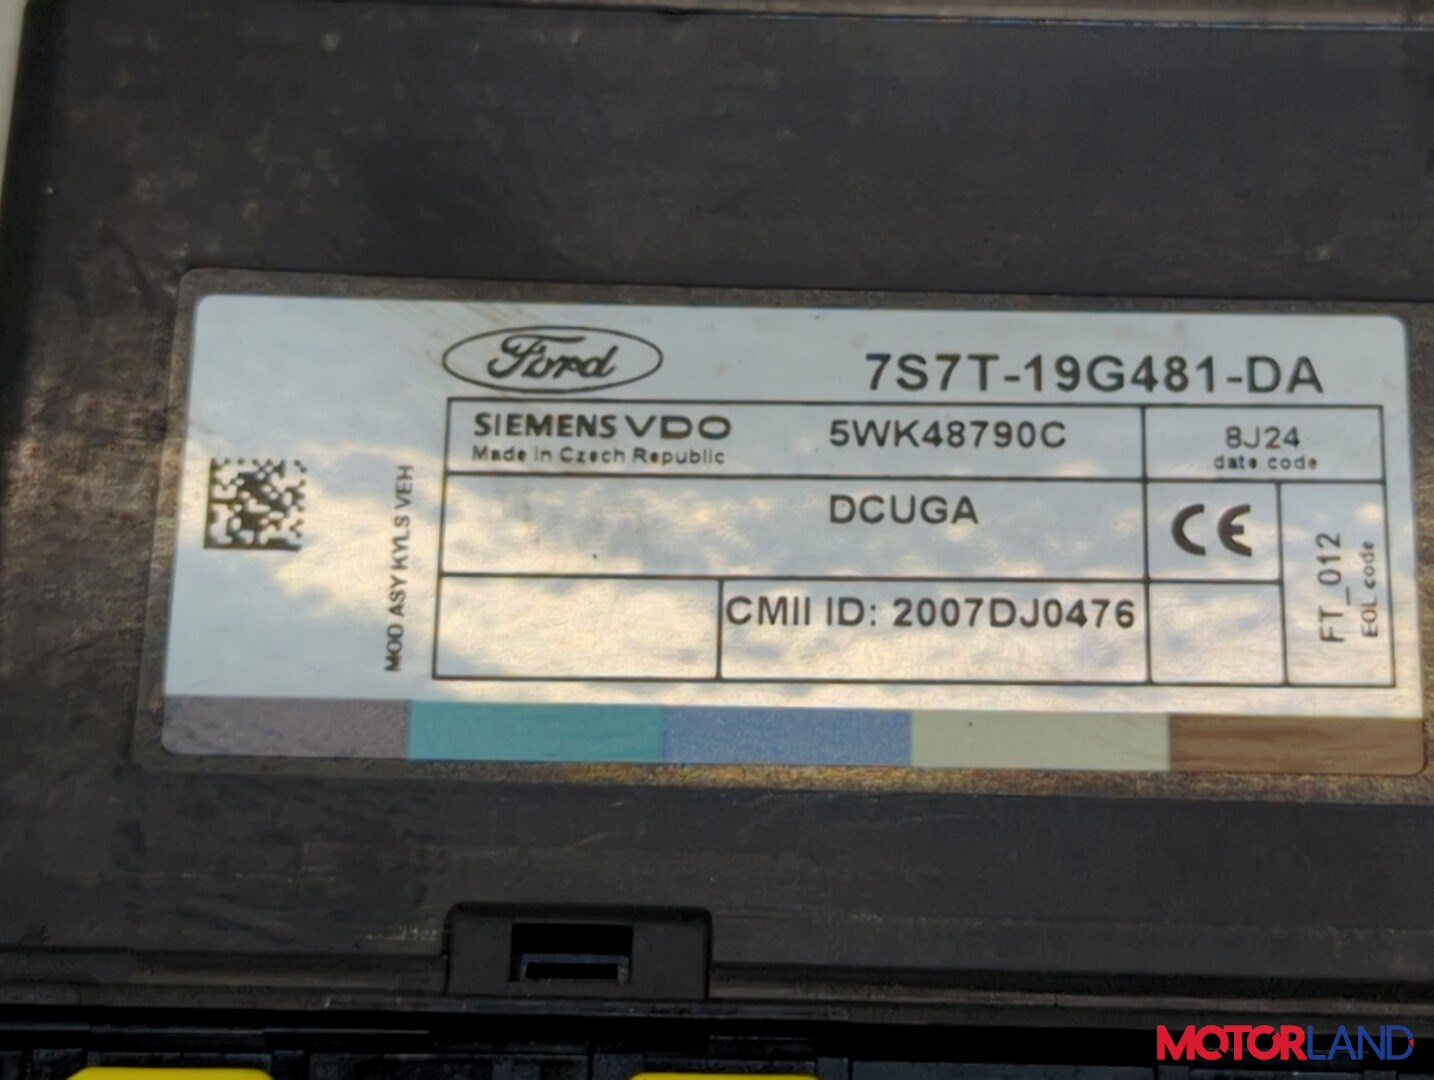 Ford
7S7T-19G481-DA
SIEMENS VDO
Made in Czech Republic
5WK48790C
8J24
date code
MOD ASY KYLS VEH
DCUGA
CE
FT_012
EOL code
CMII ID: 2007DJ0476
MOTORLAND